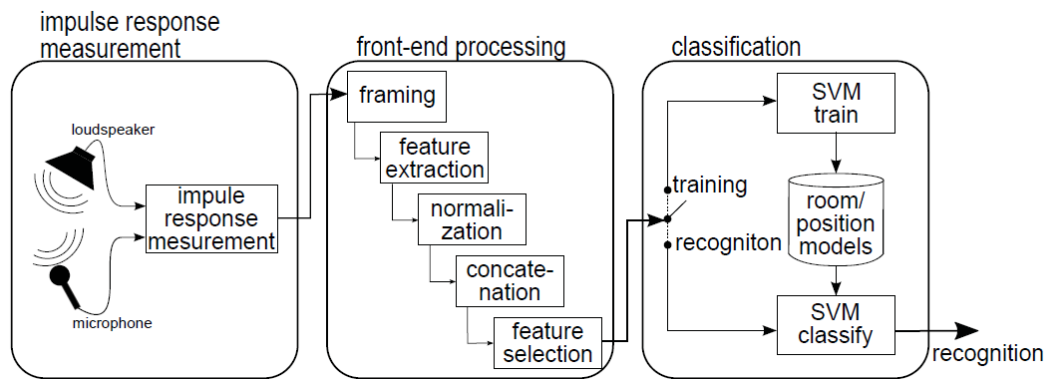 impulse response
measurement
loudspeaker
impule
response
mesurement
microphone
front-end processing
framing
feature
extraction
normali-
zation
concate-
nation
feature
selection
classification
SVM
train
training
room/
position
models
recogniton
SVM
classify
recognition